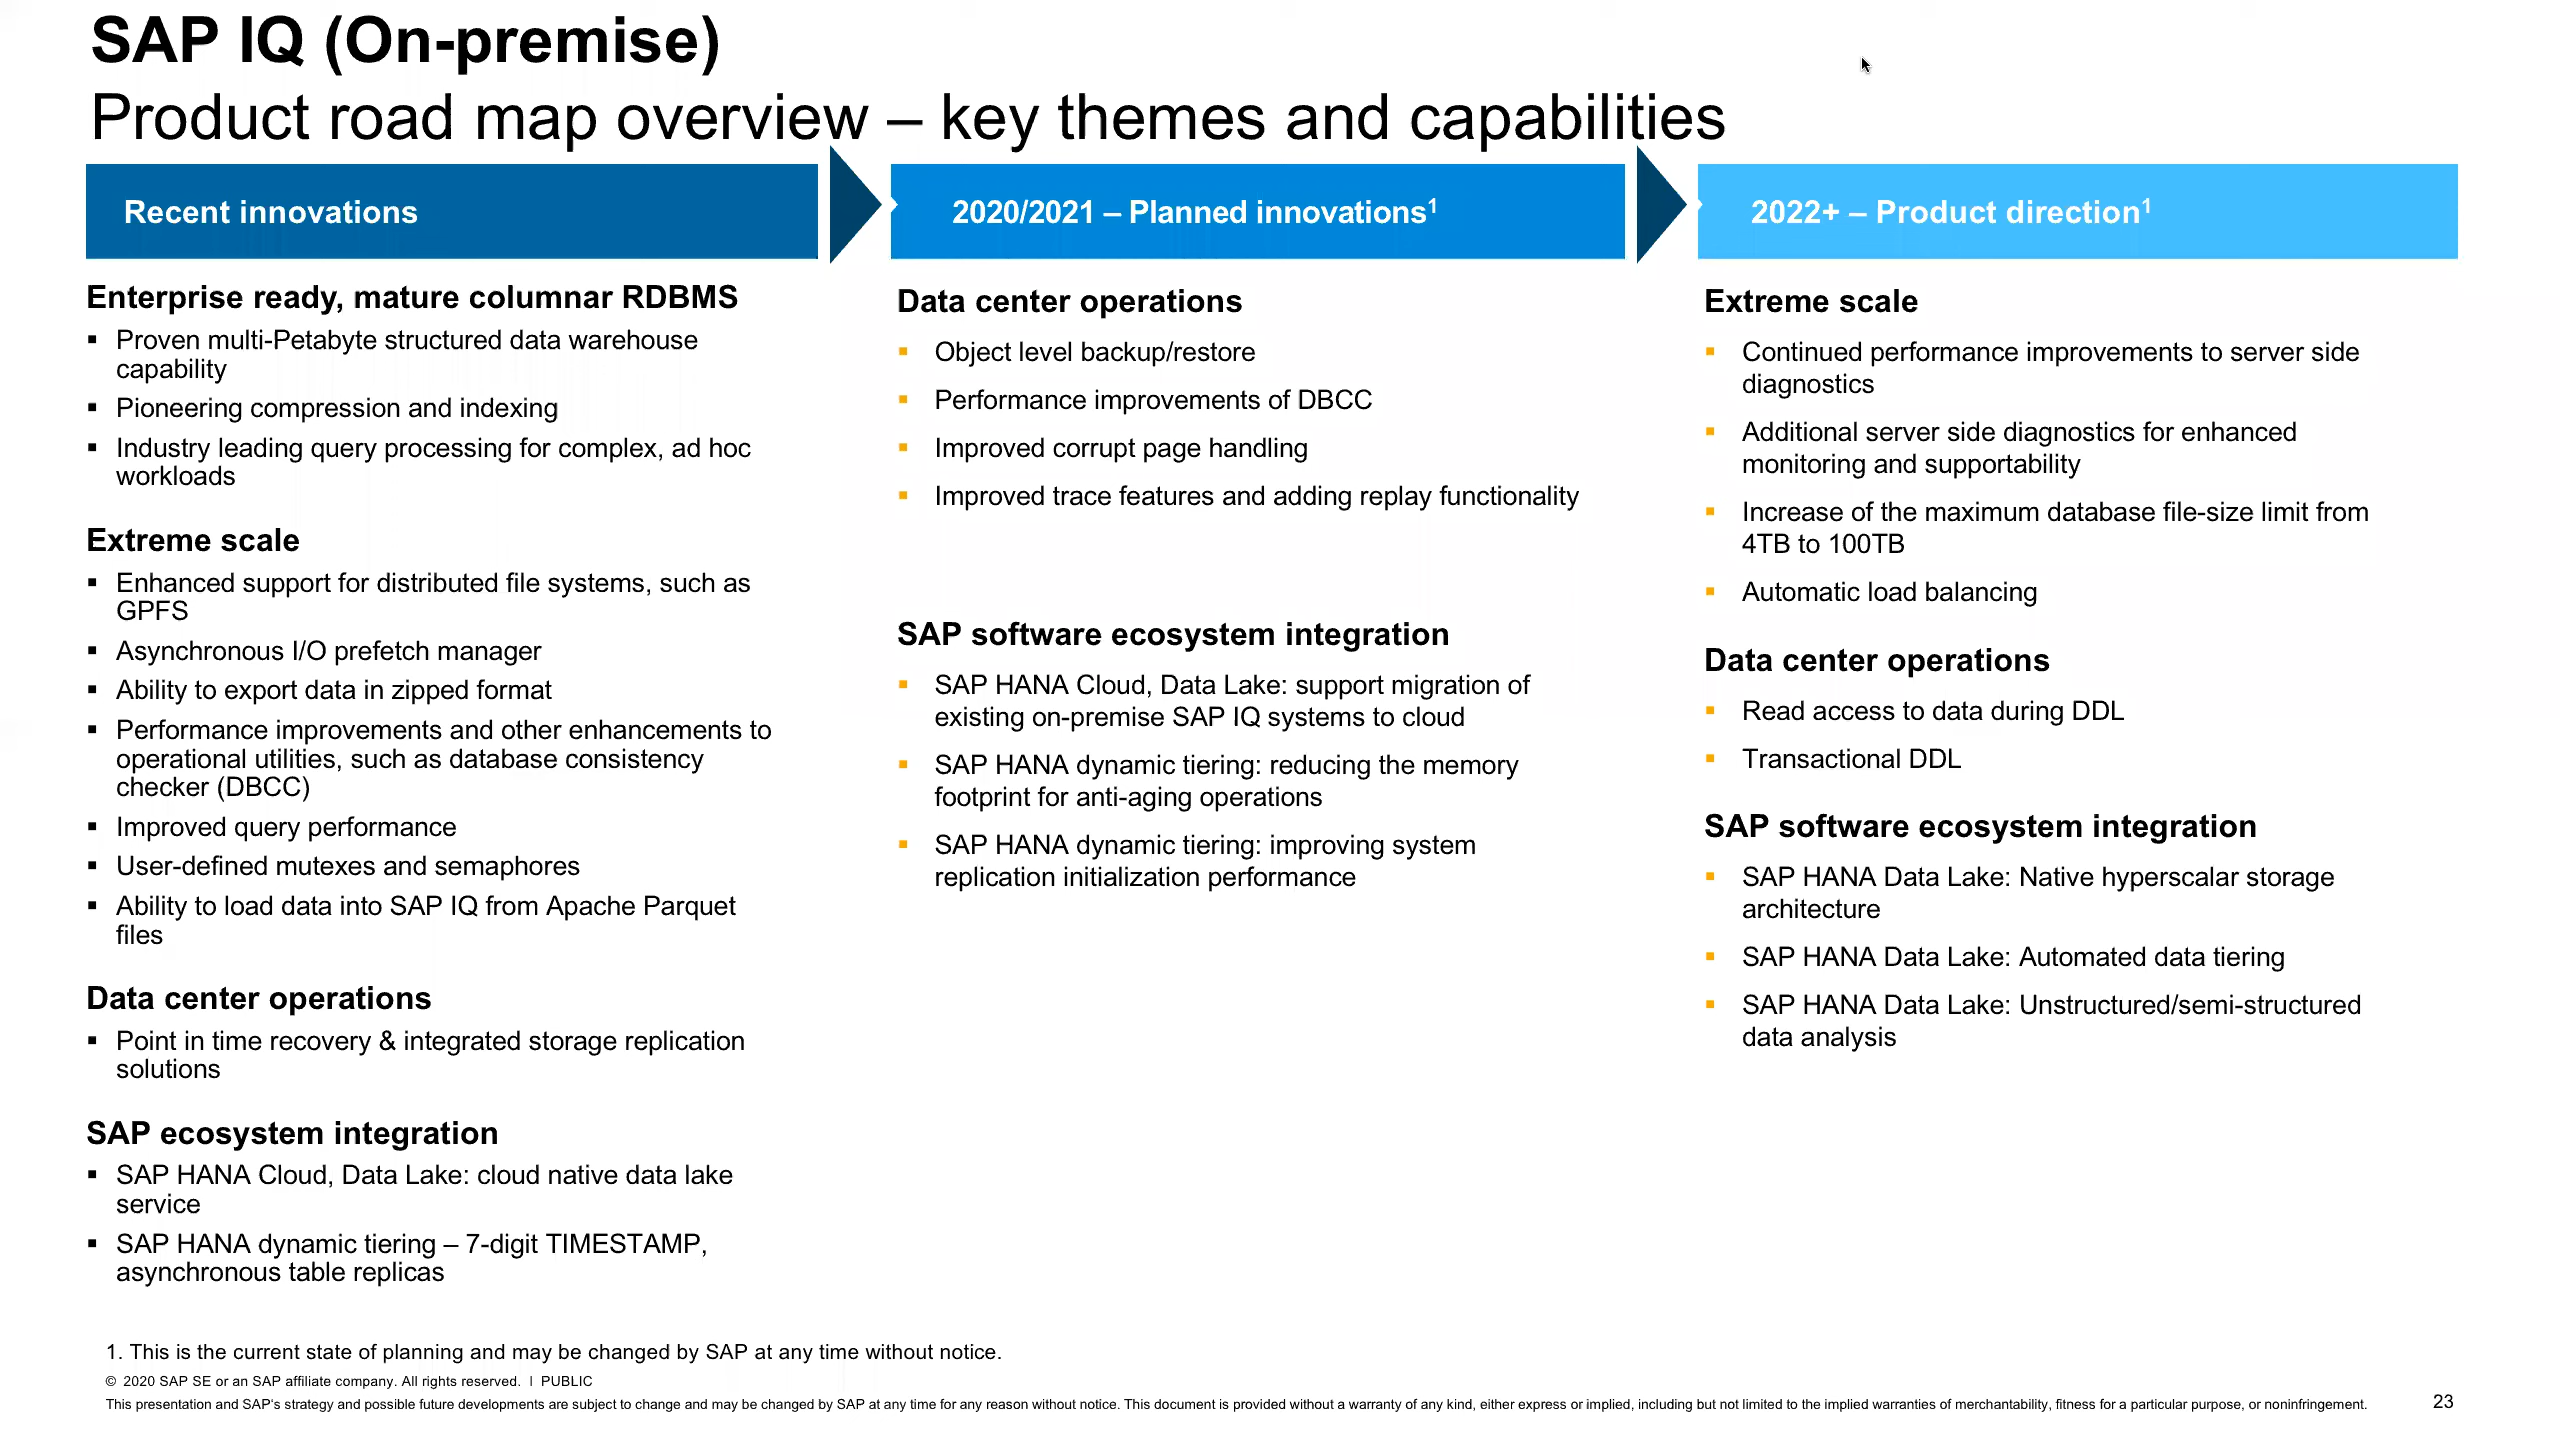 SAP IQ (On-premise)
Product road map overview – key themes and capabilities
Recent innovations
Enterprise ready, mature columnar RDBMS
▪ Proven multi-Petabyte structured data warehouse
capability
▪ Pioneering compression and indexing
▪ Industry leading query processing for complex, ad hoc
workloads
Extreme scale
▪ Enhanced support for distributed file systems, such as
GPFS
▪ Asynchronous I/O prefetch manager
▪ Ability to export data in zipped format
▪ Performance improvements and other enhancements to
operational utilities, such as database consistency
checker (DBCC)
▪ Improved query performance
▪ User-defined mutexes and semaphores
▪ Ability to load data into SAP IQ from Apache Parquet
files
Data center operations
▪ Point in time recovery & integrated storage replication
solutions
SAP ecosystem integration
▪ SAP HANA Cloud, Data Lake: cloud native data lake
service
▪ SAP HANA dynamic tiering – 7-digit TIMESTAMP,
asynchronous table replicas
2020/2021 – Planned innovations¹
Data center operations
▪ Object level backup/restore
▪ Performance improvements of DBCC
▪ Improved corrupt page handling
▪ Improved trace features and adding replay functionality
SAP software ecosystem integration
▪ SAP HANA Cloud, Data Lake: support migration of
existing on-premise SAP IQ systems to cloud
▪ SAP HANA dynamic tiering: reducing the memory
footprint for anti-aging operations
▪ SAP HANA dynamic tiering: improving system
replication initialization performance
2022+ – Product direction¹
Extreme scale
▪ Continued performance improvements to server side
diagnostics
▪ Additional server side diagnostics for enhanced
monitoring and supportability
▪ Increase of the maximum database file-size limit from
4TB to 100TB
▪ Automatic load balancing
Data center operations
▪ Read access to data during DDL
▪ Transactional DDL
SAP software ecosystem integration
▪ SAP HANA Data Lake: Native hyperscalar storage
architecture
▪ SAP HANA Data Lake: Automated data tiering
▪ SAP HANA Data Lake: Unstructured/semi-structured
data analysis
1. This is the current state of planning and may be changed by SAP at any time without notice.
© 2020 SAP SE or an SAP affiliate company. All rights reserved. ǀ PUBLIC
This presentation and SAP's strategy and possible future developments are subject to change and may be changed by SAP at any time for any reason without notice. This document is provided without a warranty of any kind, either express or implied, including but not limited to the implied warranties of merchantability, fitness for a particular purpose, or noninfringement.
23